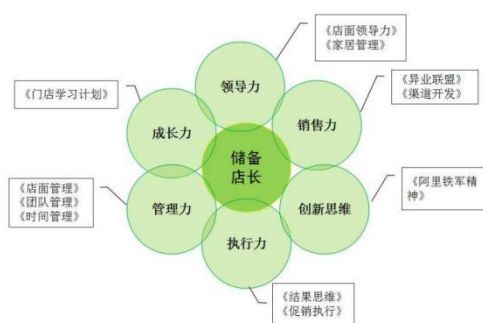 《店面领导力》
《家居管理》
领导力
《门店学习计划》
《异业联盟》
《渠道开发》
成长力
销售力
储备
店长
《店面管理》
《团队管理》
《时间管理》
管理力
创新思维
《阿里铁军精
神》
执行力
《结果思维》
《促销执行》